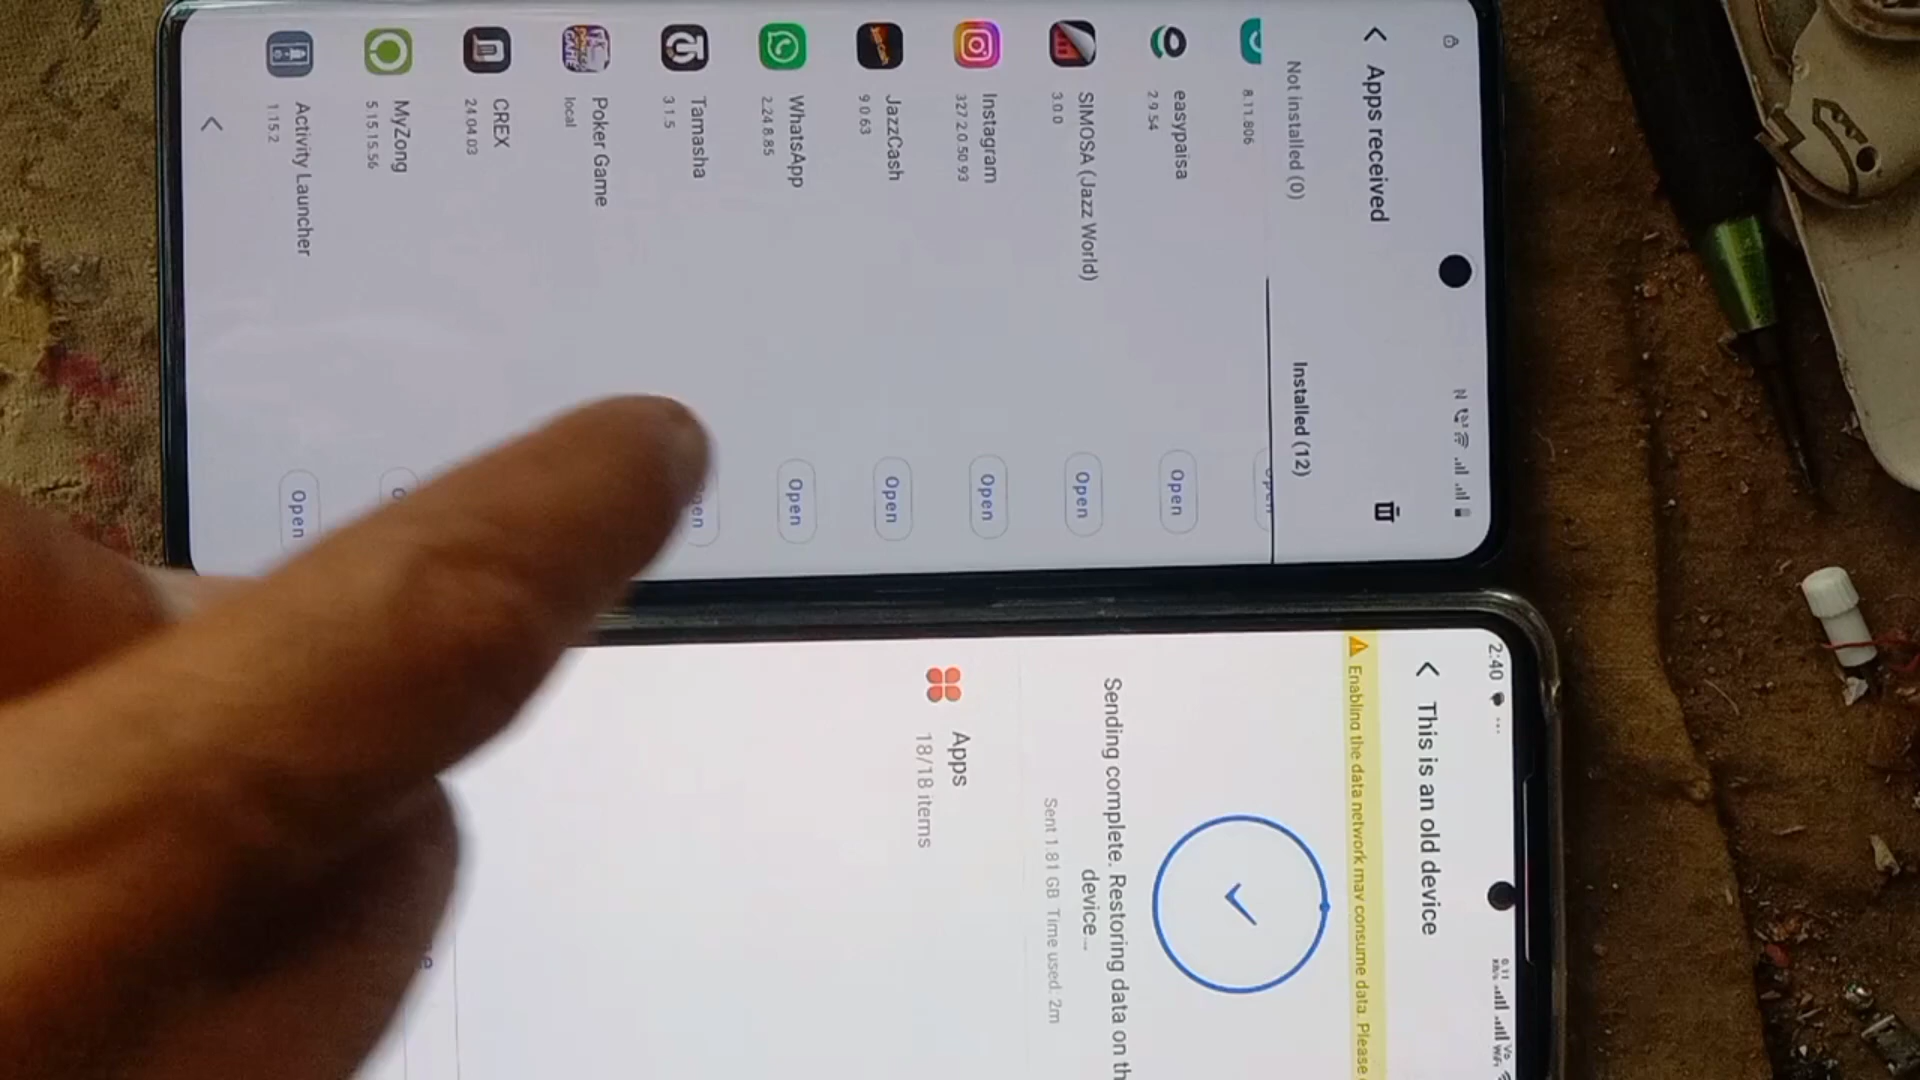 Apps received
Not installed (0)
Installed (12)
8.11.806
easypaisa
2.9.54
Open
SIMOSA (Jazz World)
3.0.0
Open
Instagram
327.2.0.50.93
Open
JazzCash
9.0.63
Open
WhatsApp
2.24.8.85
Open
Tamasha
3.1.5
Poker Game
local
CREX
24.04.03
MyZong
5.1.5.15.56
Activity Launcher
1.15.2
Open
2:40
This is an old device
Enabling the data network may consume data. Please
Sending complete. Restoring data on th
device...
Sent 1.81 GB Time used: 2m
Apps
18/18 items